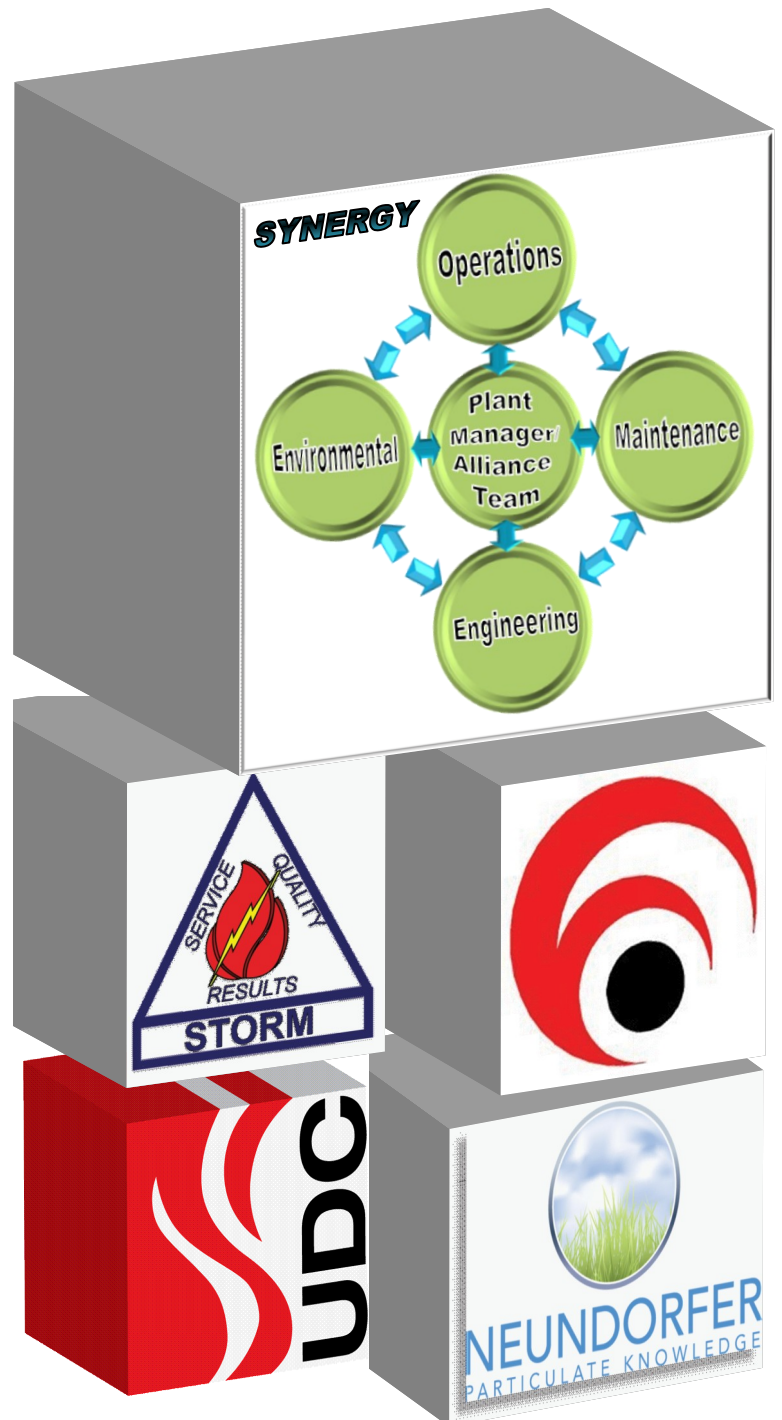 SYNERGY
Operations
Environmental
Plant
Manager/
Alliance
Team
Maintenance
Engineering
SERVICE
QUALITY
RESULTS
STORM
UDC
NEUNDORFER
PARTICULATE KNOWLEDGE